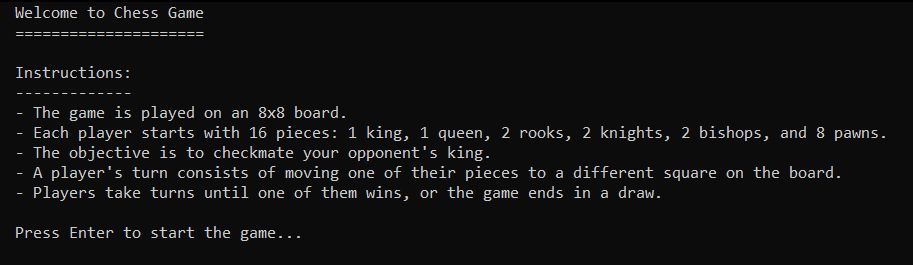 Welcome to Chess Game
=====================
Instructions:
-------------
- The game is played on an 8x8 board.
- Each player starts with 16 pieces: 1 king, 1 queen, 2 rooks, 2 knights, 2 bishops, and 8 pawns.
- The objective is to checkmate your opponent's king.
- A player's turn consists of moving one of their pieces to a different square on the board.
- Players take turns until one of them wins, or the game ends in a draw.
Press Enter to start the game...